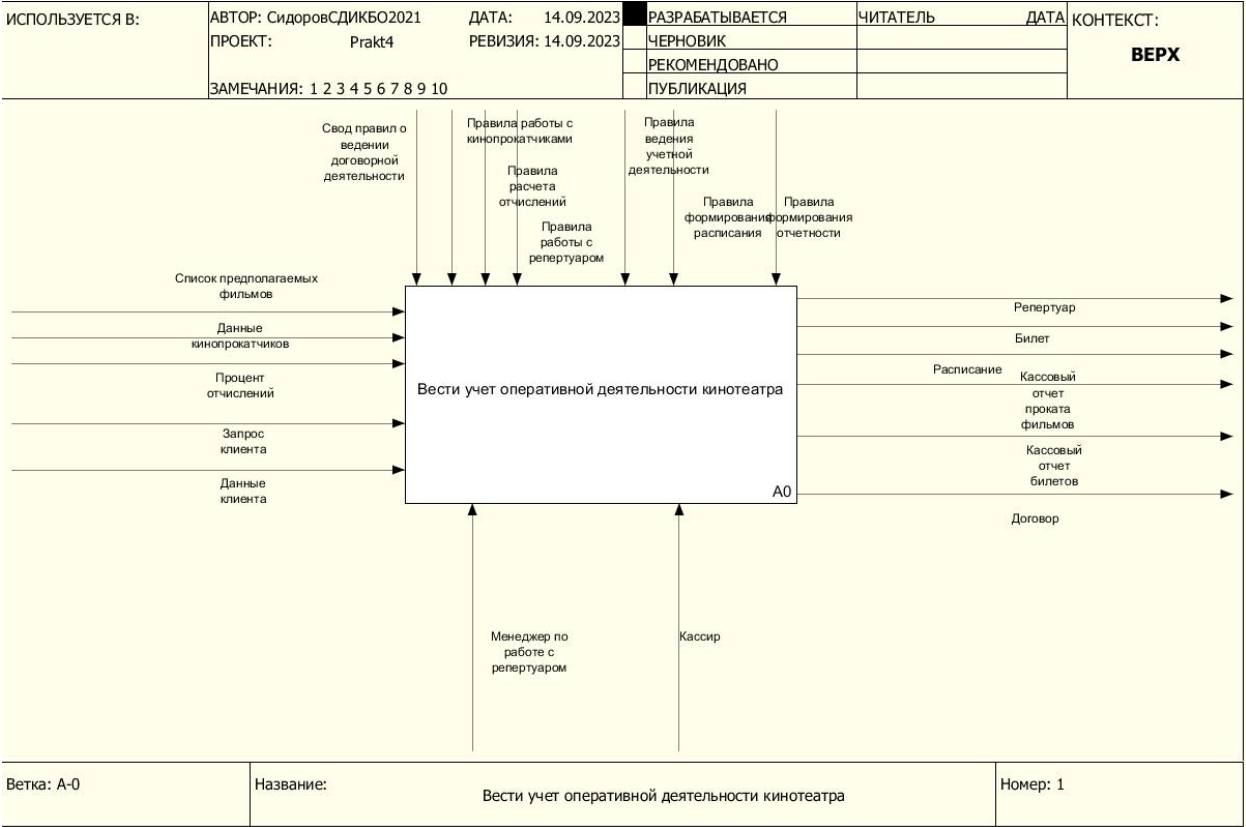 ИСПОЛЬЗУЕТСЯ В:
АВТОР: СидоровСДИКБО2021
ДАТА: 14.09.2023
ПРОЕКТ: Prakt4
РЕВИЗИЯ: 14.09.2023
ЗАМЕЧАНИЯ: 1 2 3 4 5 6 7 8 9 10
РАЗРАБАТЫВАЕТСЯ
ЧЕРНОВИК
РЕКОМЕНДОВАНО
ПУБЛИКАЦИЯ
ЧИТАТЕЛЬ
ДАТА
КОНТЕКСТ:
ВЕРХ
Свод правил о
ведении
договорной
деятельности
Правила работы с
кинопрокатчиками
Правила
расчета
отчислений
Правила
работы с
репертуаром
Правила
ведения
учетной
деятельности
Правила
формирования
расписания
Правила
формирования
отчетности
Список предполагаемых
фильмов
Данные
кинопрокатчиков
Процент
отчислений
Запрос
клиента
Данные
клиента
Вести учет оперативной деятельности кинотеатра
A0
Репертуар
Билет
Расписание
Кассовый
отчет
проката
фильмов
Кассовый
отчет
билетов
Договор
Менеджер по
работе с
репертуаром
Кассир
Ветка: A-0
Название:
Вести учет оперативной деятельности кинотеатра
Номер: 1